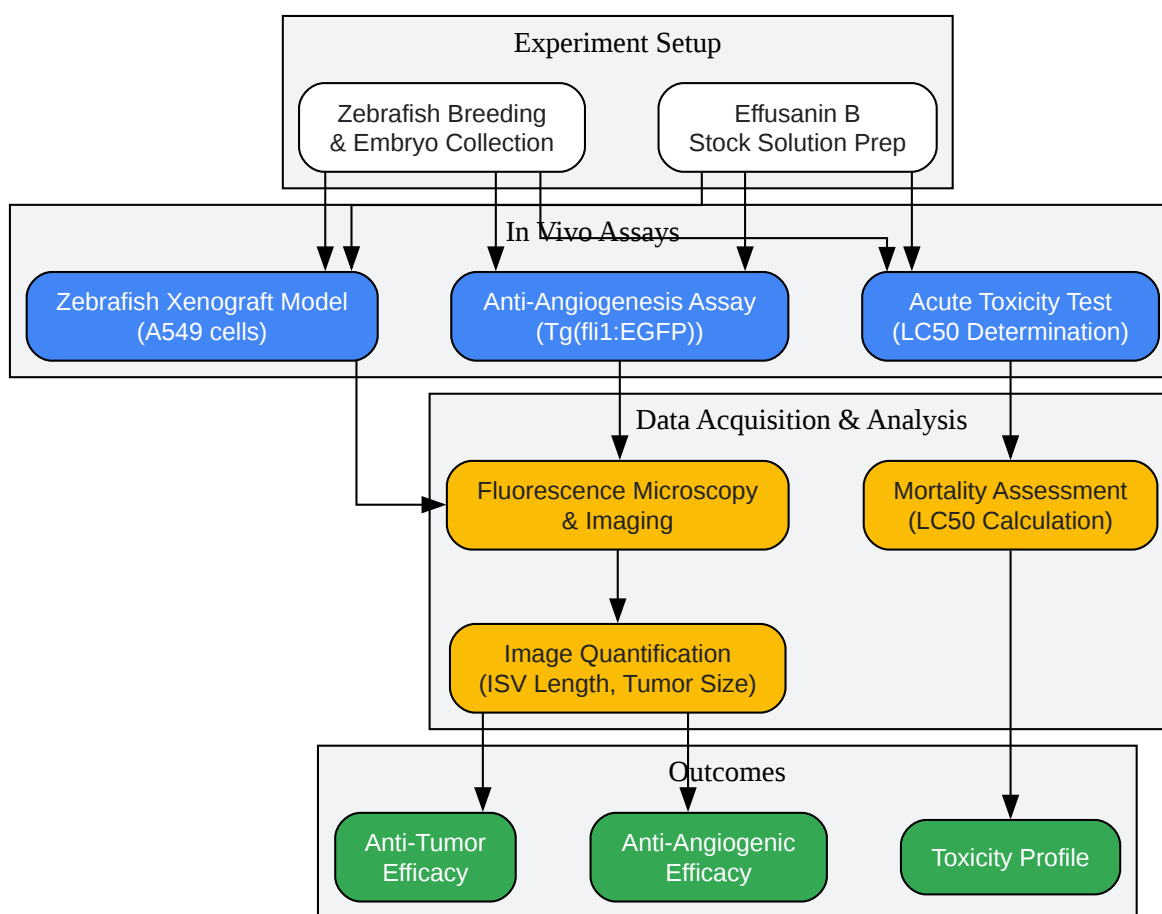 Experiment Setup
Zebrafish Breeding
& Embryo Collection
Effusanin B
Stock Solution Prep
In Vivo Assays
Zebrafish Xenograft Model
(A549 cells)
Anti-Angiogenesis Assay
(Tg(fli1:EGFP))
Acute Toxicity Test
(LC50 Determination)
Data Acquisition & Analysis
Fluorescence Microscopy
& Imaging
Mortality Assessment
(LC50 Calculation)
Image Quantification
(ISV Length, Tumor Size)
Outcomes
Anti-Tumor
Efficacy
Anti-Angiogenic
Efficacy
Toxicity Profile